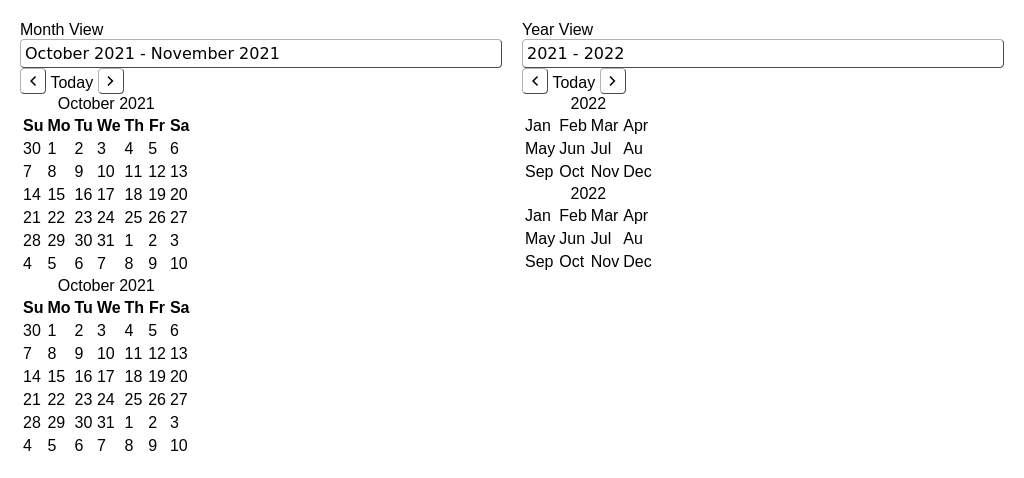 Month View
October 2021 - November 2021
Today
October 2021
Su Mo Tu We Th Fr Sa
30 1 2 3 4 5 6
7 8 9 10 11 12 13
14 15 16 17 18 19 20
21 22 23 24 25 26 27
28 29 30 31 1 2 3
4 5 6 7 8 9 10
October 2021
Su Mo Tu We Th Fr Sa
30 1 2 3 4 5 6
7 8 9 10 11 12 13
14 15 16 17 18 19 20
21 22 23 24 25 26 27
28 29 30 31 1 2 3
4 5 6 7 8 9 10
Year View
2021 - 2022
Today
2022
Jan Feb Mar Apr
May Jun Jul Au
Sep Oct Nov Dec
2022
Jan Feb Mar Apr
May Jun Jul Au
Sep Oct Nov Dec